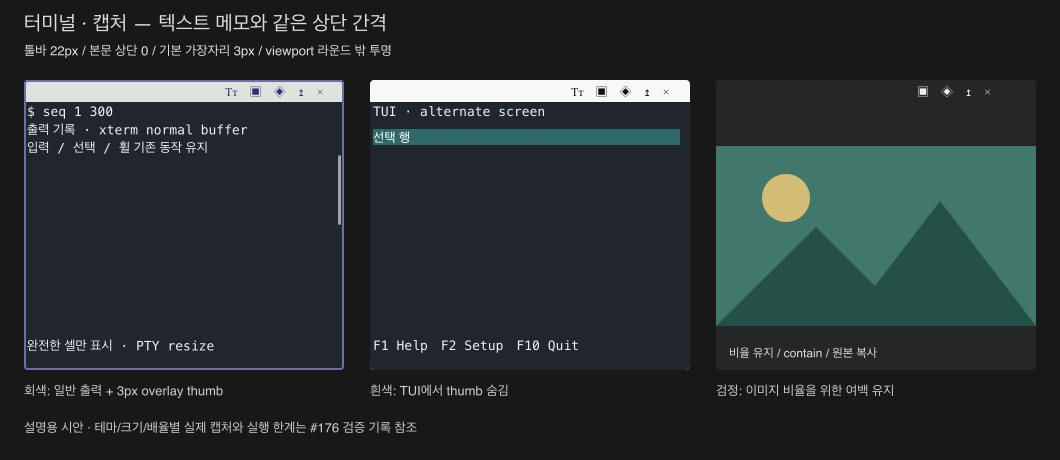 터미널 · 캡처 — 텍스트 메모와 같은 상단 간격
툴바 22px / 본문 상단 0 / 기본 가장자리 3px / viewport 라운드 밖 투명
Tт ▣ ◈ ↥ ×
$ seq 1 300
출력 기록 · xterm normal buffer
입력 / 선택 / 휠 기존 동작 유지
완전한 셀만 표시 · PTY resize
회색: 일반 출력 + 3px overlay thumb
Tт ▣ ◈ ↥ ×
TUI · alternate screen
선택 행
F1 Help F2 Setup F10 Quit
흰색: TUI에서 thumb 숨김
▣ ◈ ↥ ×
비율 유지 / contain / 원본 복사
검정: 이미지 비율을 위한 여백 유지
설명용 시안 · 테마/크기/배율별 실제 캡처와 실행 한계는 #176 검증 기록 참조